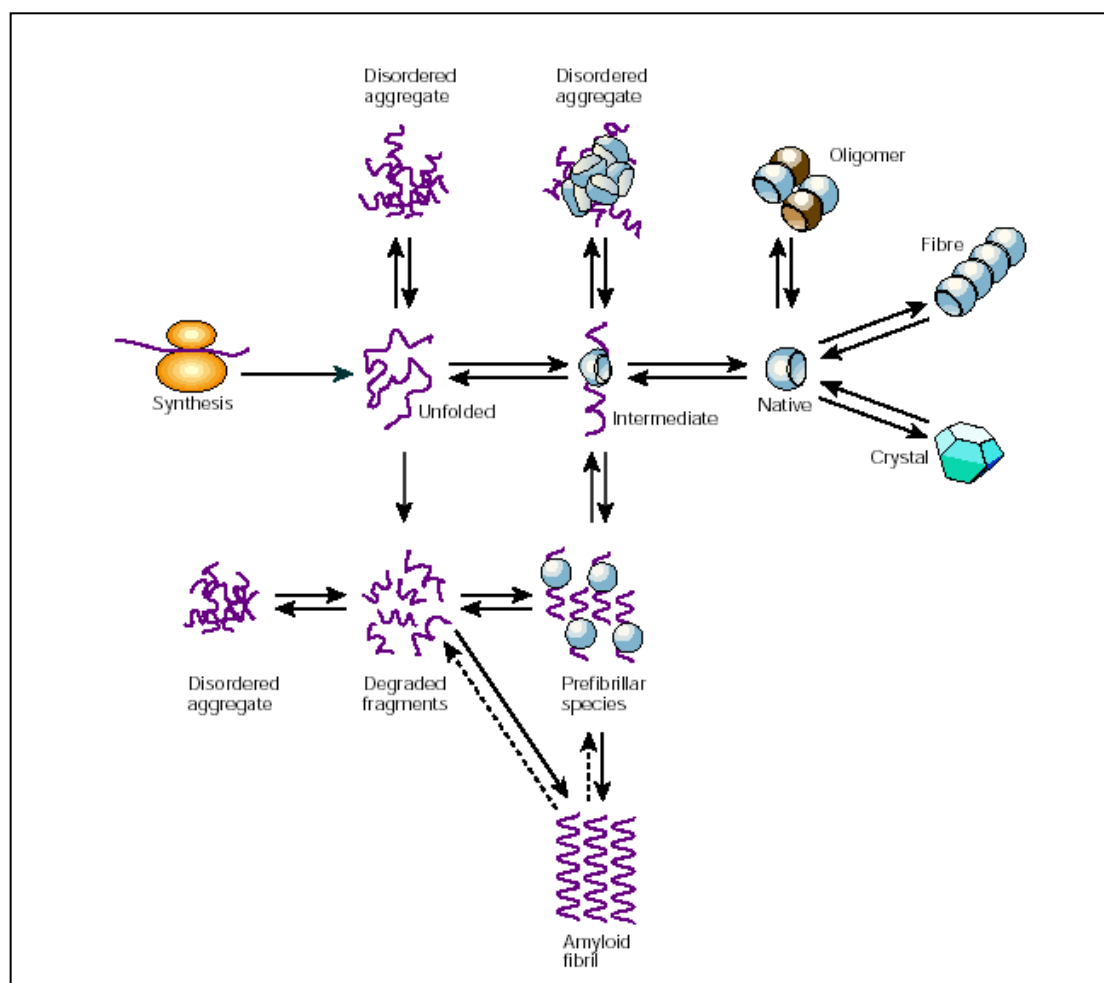 Disordered
aggregate
Disordered
aggregate
Oligomer
Fibre
Synthesis
Unfolded
Intermediate
Native
Crystal
Disordered
aggregate
Degraded
fragments
Prefibrillar
species
Amyloid
fibril